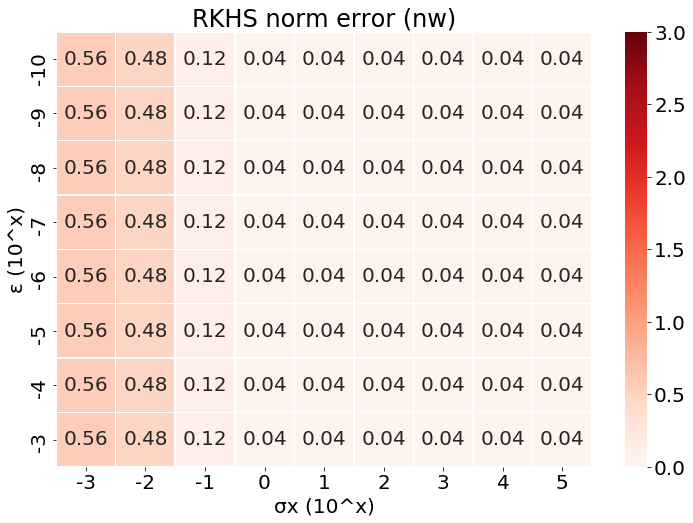 RKHS norm error (nw)
-10 0.56 0.48 0.12 0.04 0.04 0.04 0.04 0.04 0.04
-9 0.56 0.48 0.12 0.04 0.04 0.04 0.04 0.04 0.04
-8 0.56 0.48 0.12 0.04 0.04 0.04 0.04 0.04 0.04
-7 0.56 0.48 0.12 0.04 0.04 0.04 0.04 0.04 0.04
-6 0.56 0.48 0.12 0.04 0.04 0.04 0.04 0.04 0.04
-5 0.56 0.48 0.12 0.04 0.04 0.04 0.04 0.04 0.04
-4 0.56 0.48 0.12 0.04 0.04 0.04 0.04 0.04 0.04
-3 0.56 0.48 0.12 0.04 0.04 0.04 0.04 0.04 0.04
-3 -2 -1 0 1 2 3 4 5
σx (10^x)
ε (10^x)
3.0
2.5
2.0
1.5
1.0
0.5
0.0